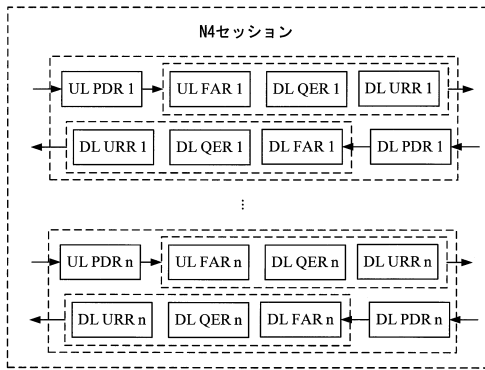 N4セッション
UL PDR 1 UL FAR 1 DL QER 1 DL URR 1
DL URR 1 DL QER 1 DL FAR 1 DL PDR 1
...
UL PDR n UL FAR n DL QER n DL URR n
DL URR n DL QER n DL FAR n DL PDR n